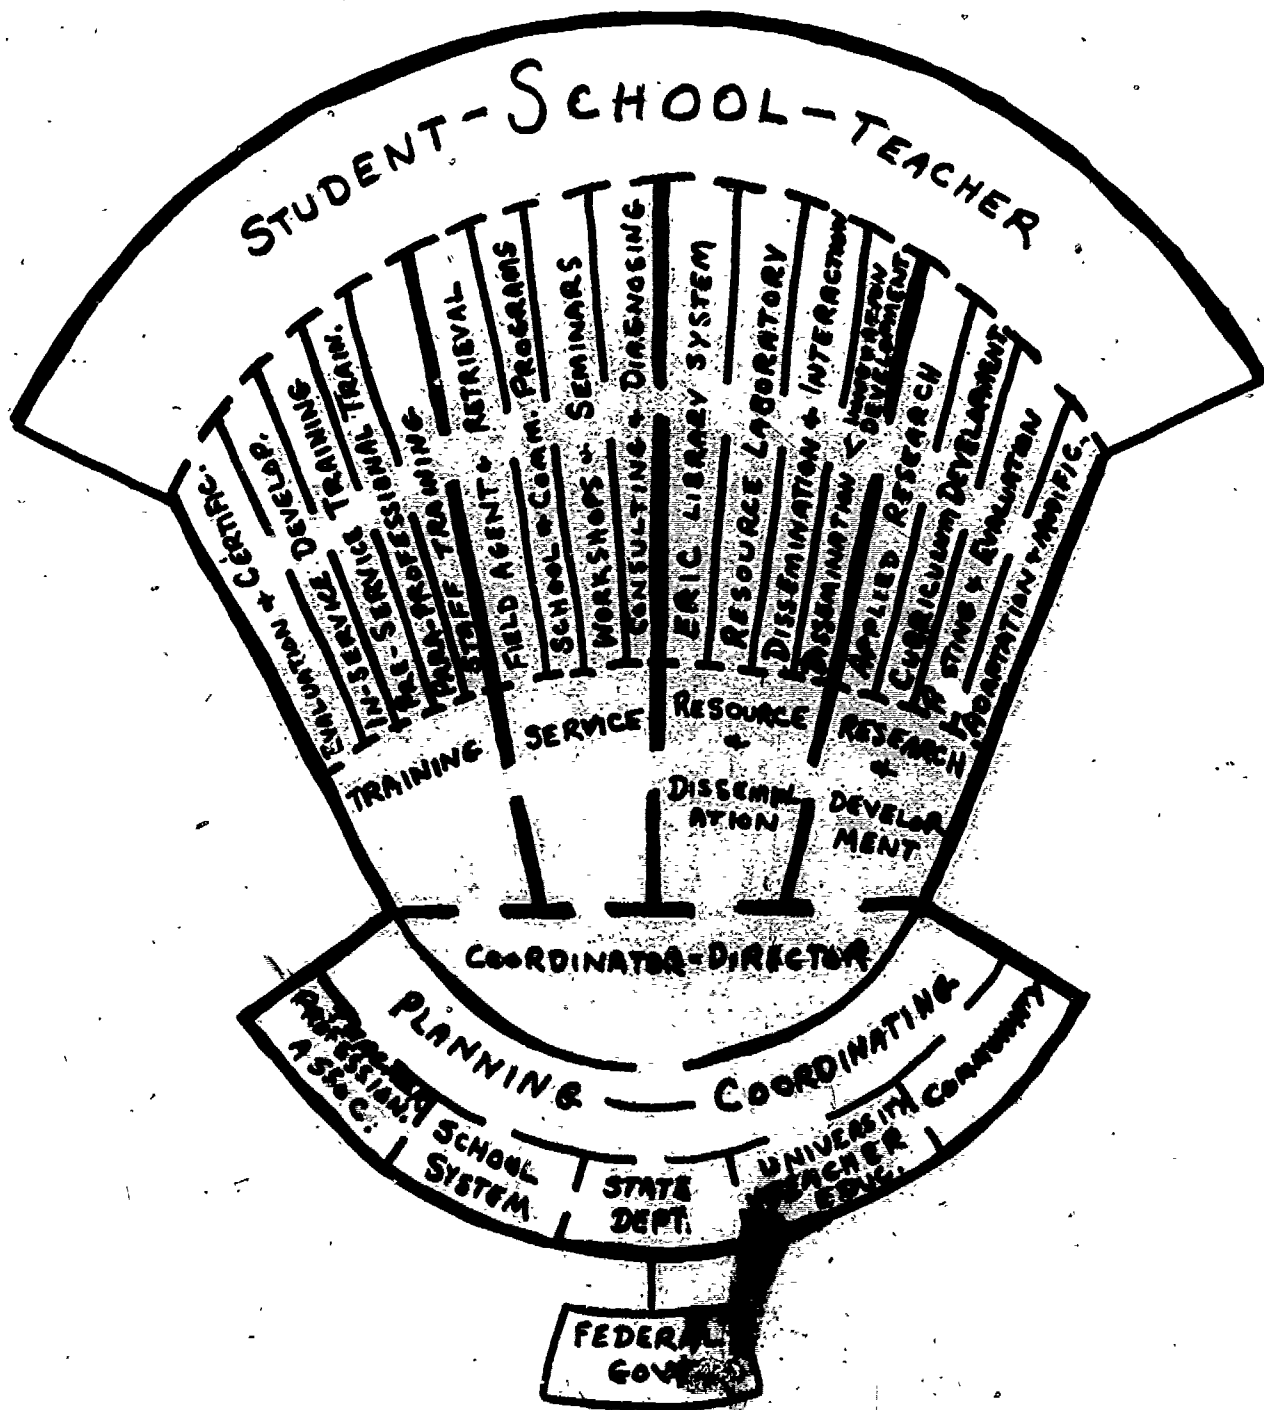 STUDENT-SCHOOL-TEACHER
EVALUATION + CERTIFIC.
IN-SERVICE DEVELOP.
PRE-SERVICE TRAINING
PARA-PROFESSIONAL TRAIN.
STAFF TRAINING
FIELD AGENT + RETRIEVAL
SCHOOL + COMM. PROGRAMS
WORKSHOPS + SEMINARS
CONSULTING + DIAGNOSING
ERIC LIBRARY SYSTEM
RESOURCE LABORATORY
DISSEMINATION + INTERACTION
DISSEMINATION < INNOVATION
DEVELOPMENT
APPLIED RESEARCH
CURRICULUM DEVELOPMENT
EVALUATION
ADAPTATION + MODIFIC.
TRAINING
SERVICE
RESOURCE
+
DISSEMIN-
ATION
RESEARCH
+
DEVELOP
MENT
COORDINATOR-DIRECTOR
PLANNING - COORDINATING
PROFESSION.
ASSOC.
SCHOOL
SYSTEM
STATE
DEPT.
UNIVERSITY
TEACHER
EDUC.
COMMUNITY
FEDERAL
GOVT.